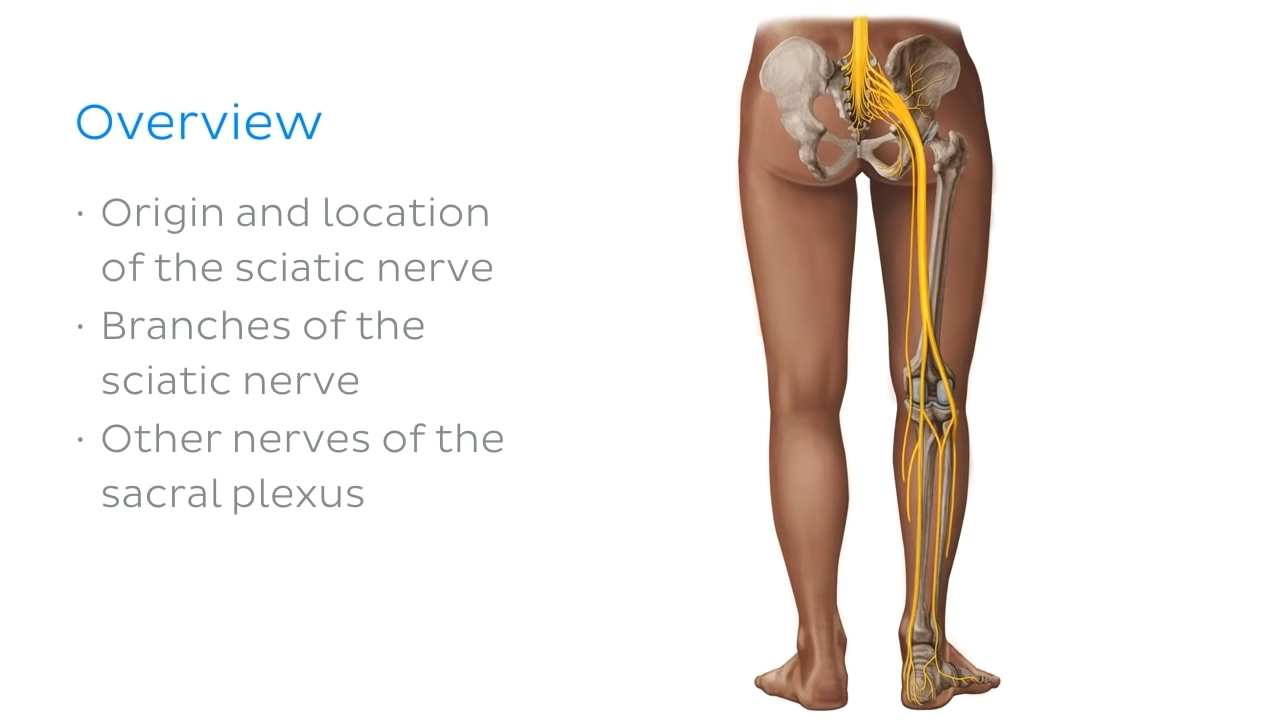 Overview
· Origin and location
of the sciatic nerve
· Branches of the
sciatic nerve
· Other nerves of the
sacral plexus